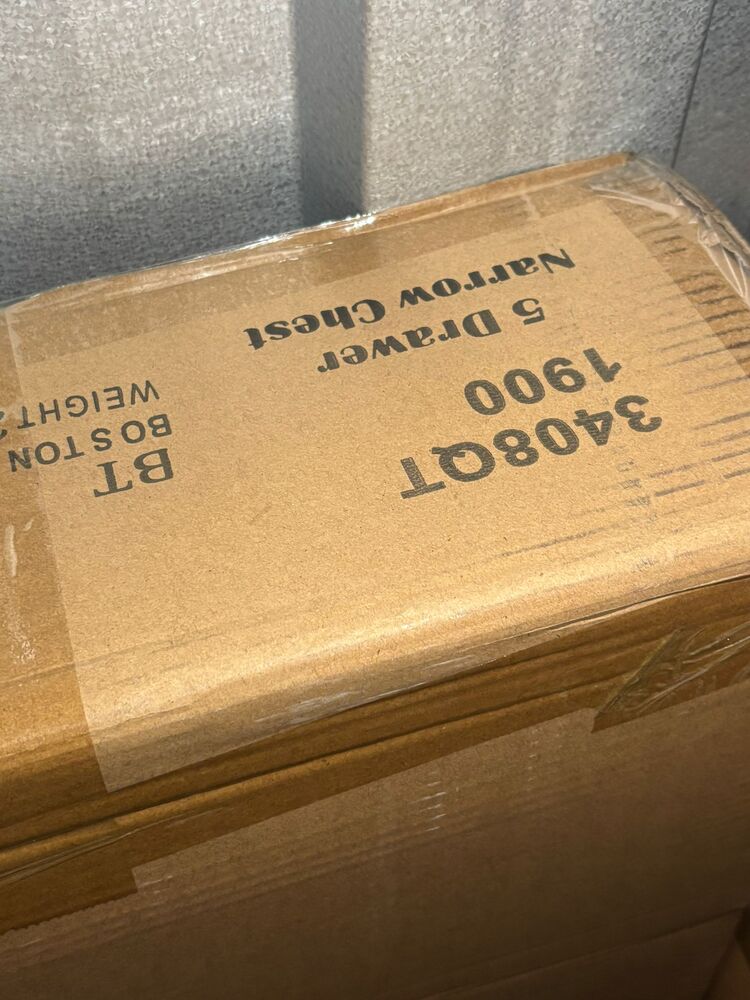 3408QT
1900
5 Drawer
Narrow Chest
BT
BOSTON
WEIGHT